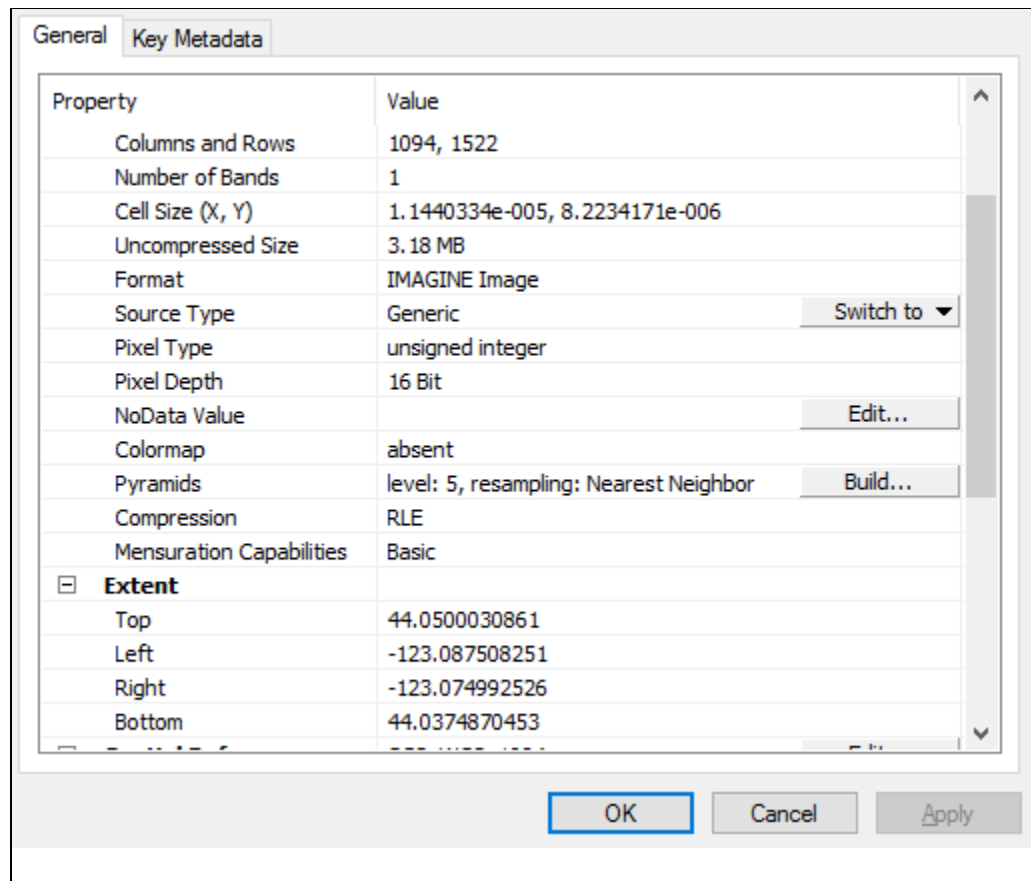 General Key Metadata
Property Value
Columns and Rows 1094, 1522
Number of Bands 1
Cell Size (X, Y) 1.1440334e-005, 8.2234171e-006
Uncompressed Size 3.18 MB
Format IMAGINE Image
Source Type Generic Switch to
Pixel Type unsigned integer
Pixel Depth 16 Bit
NoData Value Edit...
Colormap absent
Pyramids level: 5, resampling: Nearest Neighbor Build...
Compression RLE
Mensuration Capabilities Basic
Extent
Top 44.0500030861
Left -123.087508251
Right -123.074992526
Bottom 44.0374870453
OK Cancel Apply